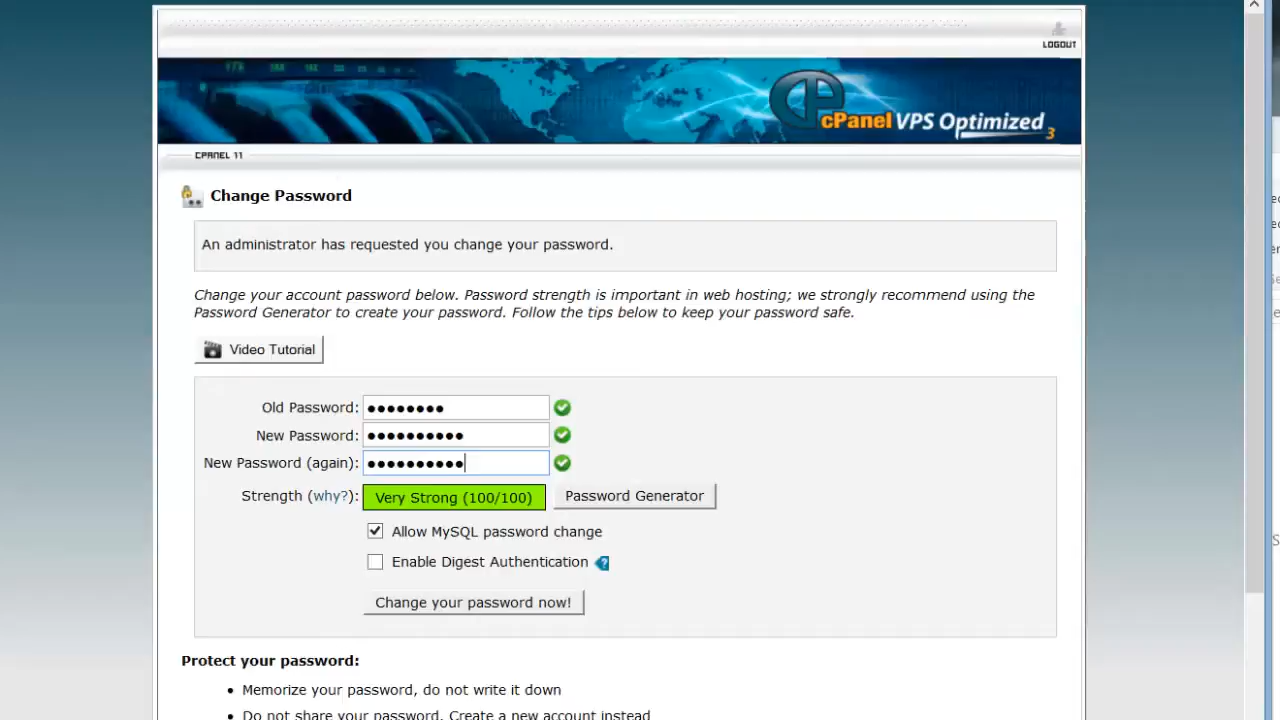 LOGOUT
cPanel VPS Optimized 3
CPANEL 11
Change Password
An administrator has requested you change your password.
Change your account password below. Password strength is important in web hosting; we strongly recommend using the
Password Generator to create your password. Follow the tips below to keep your password safe.
Video Tutorial
Old Password: ●●●●●●●●
New Password: ●●●●●●●●●●
New Password (again): ●●●●●●●●●●
Strength (why?): Very Strong (100/100) Password Generator
Allow MySQL password change
Enable Digest Authentication ?
Change your password now!
Protect your password:
• Memorize your password, do not write it down
• Do not share your password. Create a new account instead